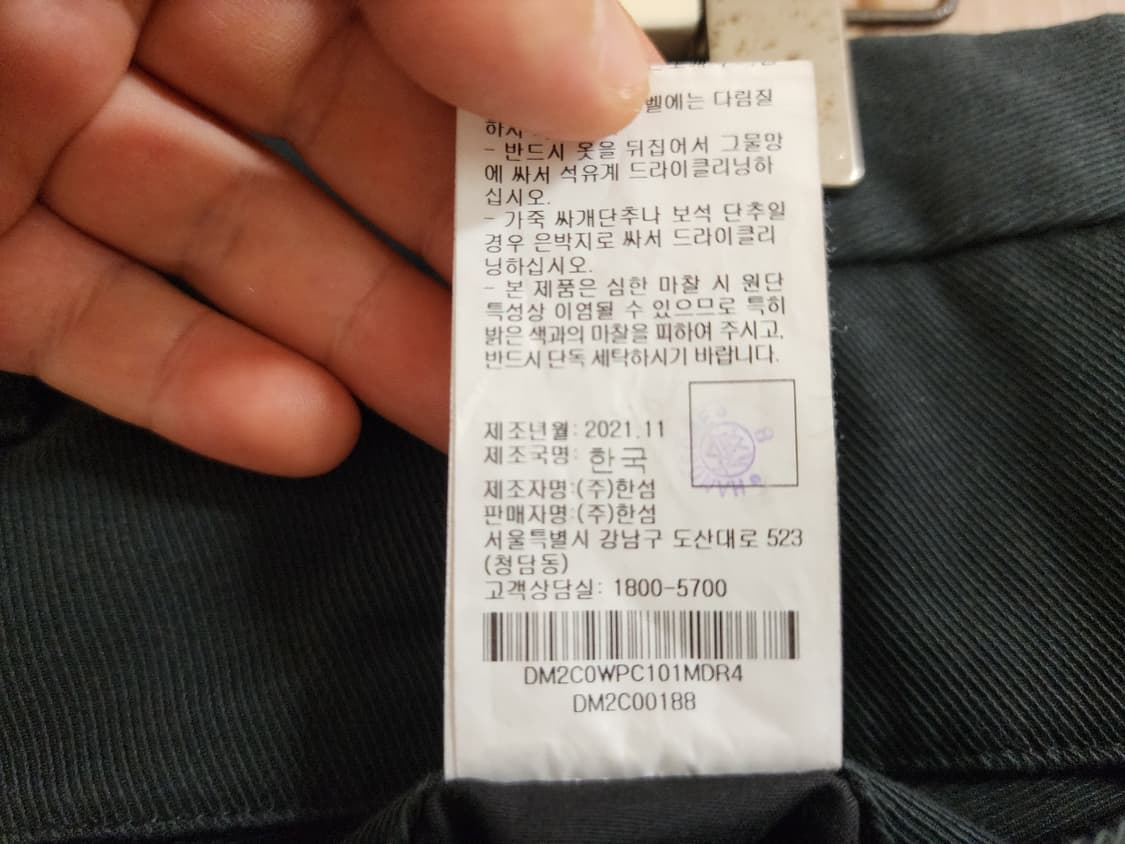 벨에는 다림질
하지
- 반드시 옷을 뒤집어서 그물망
에 싸서 석유계 드라이클리닝하
십시오.
- 가죽 싸개단추나 보석 단추일
경우 은박지로 싸서 드라이클리
닝하십시오.
- 본 제품은 심한 마찰 시 원단
특성상 이염될 수 있으므로 특히
밝은 색과의 마찰을 피하여 주시고,
반드시 단독 세탁하시기 바랍니다.
제조년월: 2021.11
제조국명: 한국
제조자명:(주)한섬
판매자명:(주)한섬
서울특별시 강남구 도산대로 523
(청담동)
고객상담실: 1800-5700
DM2C0WPC101MDR4
DM2C00188